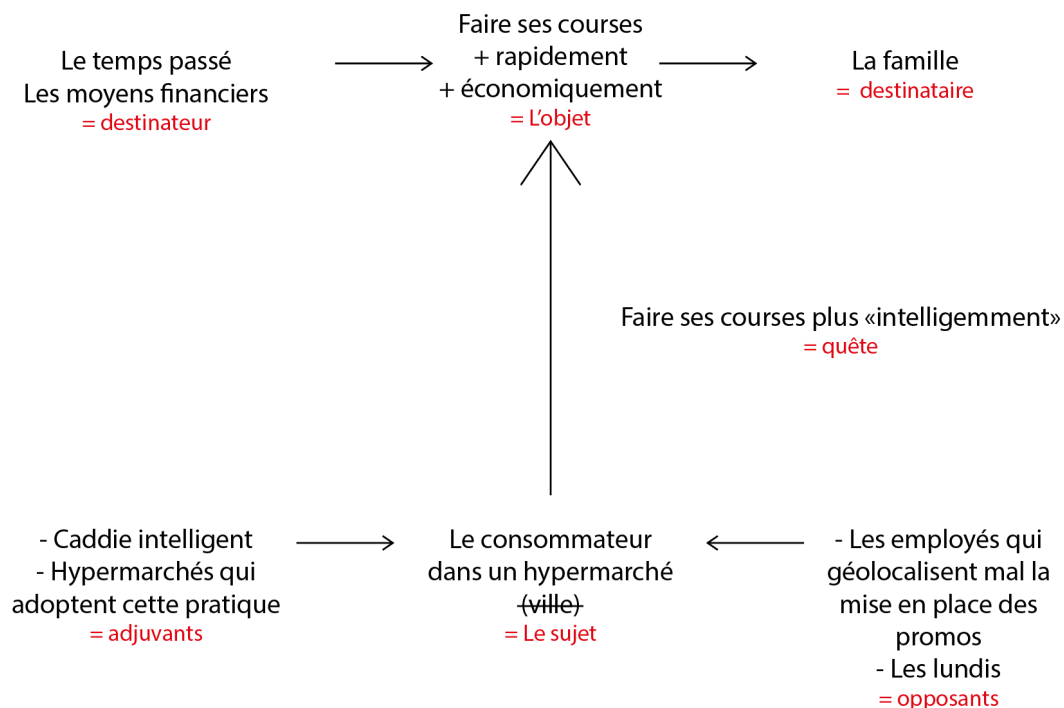 Le temps passé
Les moyens financiers
= destinateur
Faire ses courses
+ rapidement
+ économiquement
= L'objet
La famille
= destinataire
Faire ses courses plus «intelligemment»
= quête
- Caddie intelligent
- Hypermarchés qui
adoptent cette pratique
= adjuvants
Le consommateur
dans un hypermarché
(ville)
= Le sujet
- Les employés qui
géolocalisent mal la
mise en place des
promos
- Les lundis
= opposants